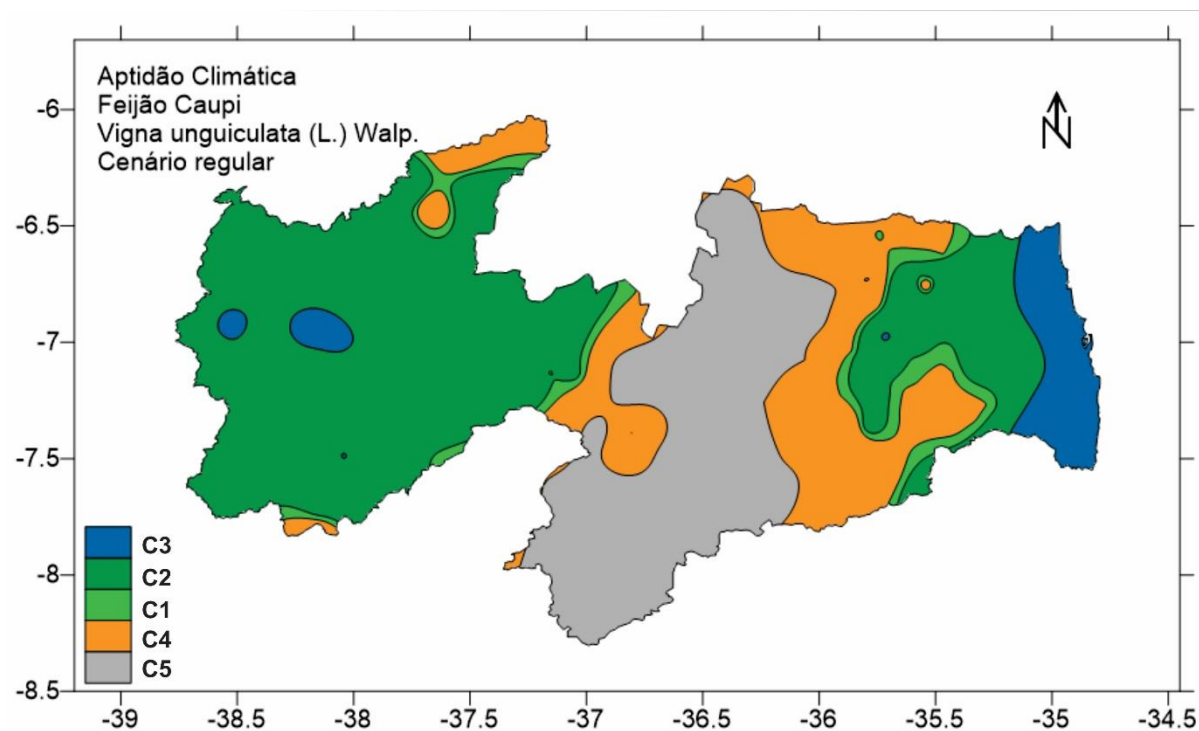 Aptidão Climática
Feijão Caupi
Vigna unguiculata (L.) Walp.
Cenário regular
N
-6
-6.5
-7
-7.5
-8
-8.5
C3
C2
C1
C4
C5
-39 -38.5 -38 -37.5 -37 -36.5 -36 -35.5 -35 -34.5